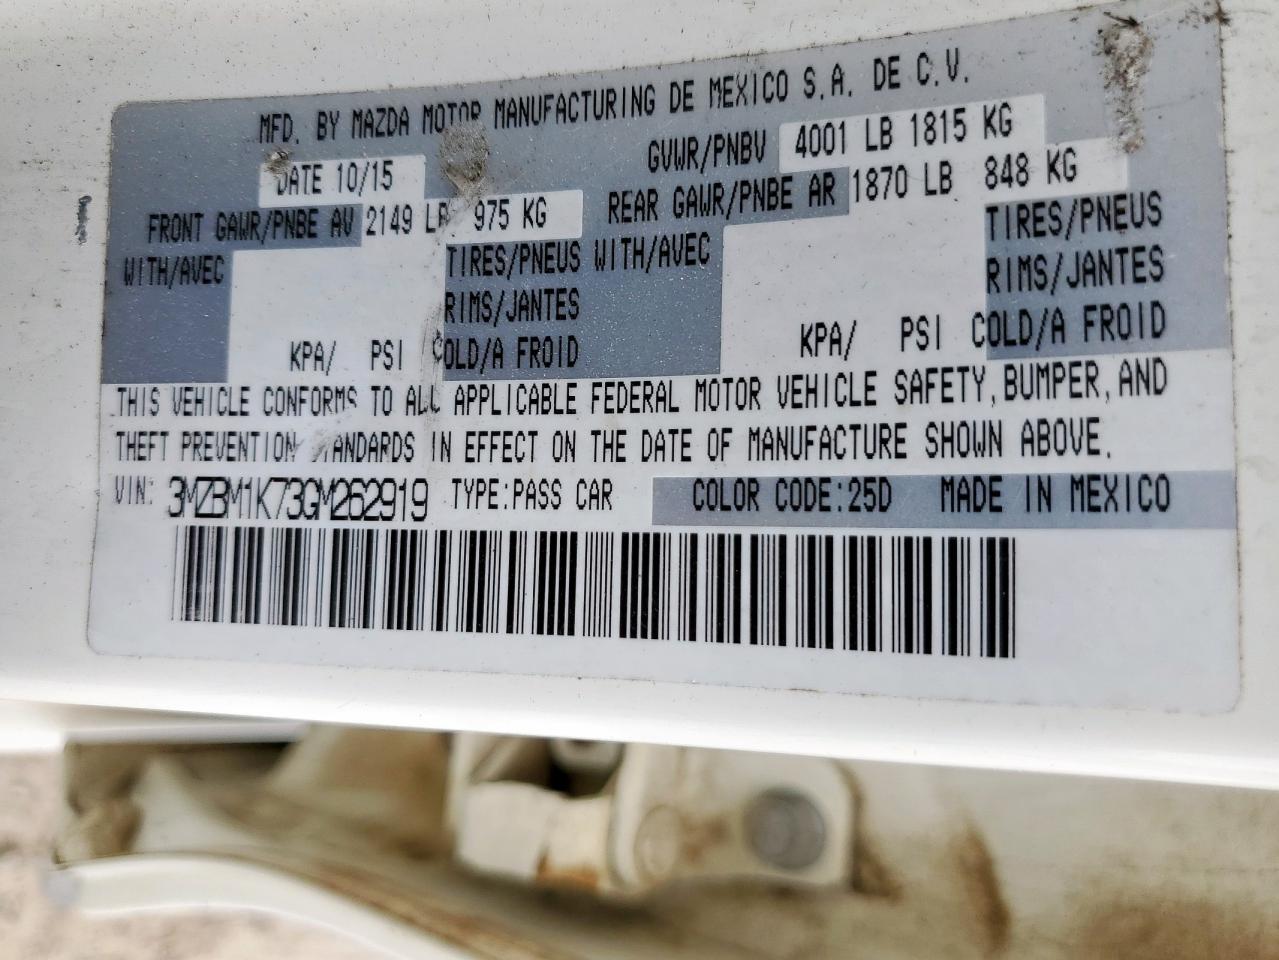 MFD. BY MAZDA MOTOR MANUFACTURING DE MEXICO S.A. DE C.V.
DATE 10/15 GVWR/PNBV 4001 LB 1815 KG
FRONT GAWR/PNBE AV 2149 LB 975 KG REAR GAWR/PNBE AR 1870 LB 848 KG
WITH/AVEC TIRES/PNEUS WITH/AVEC TIRES/PNEUS
RIMS/JANTES RIMS/JANTES
KPA/ PSI COLD/A FROID KPA/ PSI COLD/A FROID
THIS VEHICLE CONFORMS TO ALL APPLICABLE FEDERAL MOTOR VEHICLE SAFETY, BUMPER, AND
THEFT PREVENTION STANDARDS IN EFFECT ON THE DATE OF MANUFACTURE SHOWN ABOVE.
VIN: 3MZBM1K73GM262919 TYPE:PASS CAR COLOR CODE:25D MADE IN MEXICO